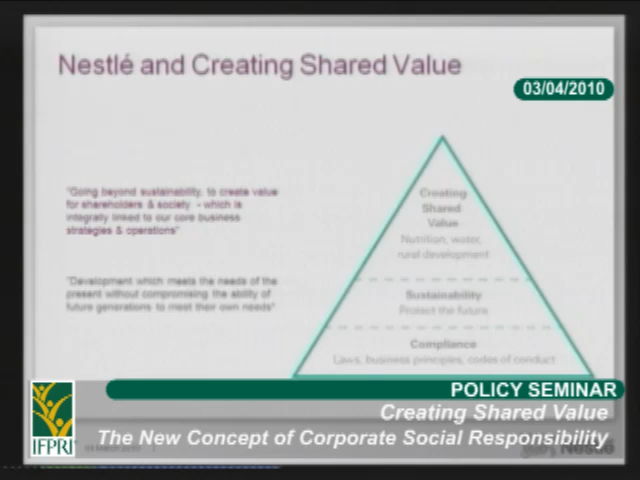 Nestlé and Creating Shared Value
03/04/2010
"Going beyond sustainability, to create value
for shareholders & society - which is
integrally linked to our core business
strategies & operations"
"Development which meets the needs of the
present without compromising the ability of
future generations to meet their own needs"
Creating
Shared
Value
Nutrition, water,
rural development
Sustainability
Protect the future
Compliance
Laws, business principles, codes of conduct
POLICY SEMINAR
Creating Shared Value
The New Concept of Corporate Social Responsibility
IFPRI
Nestlé